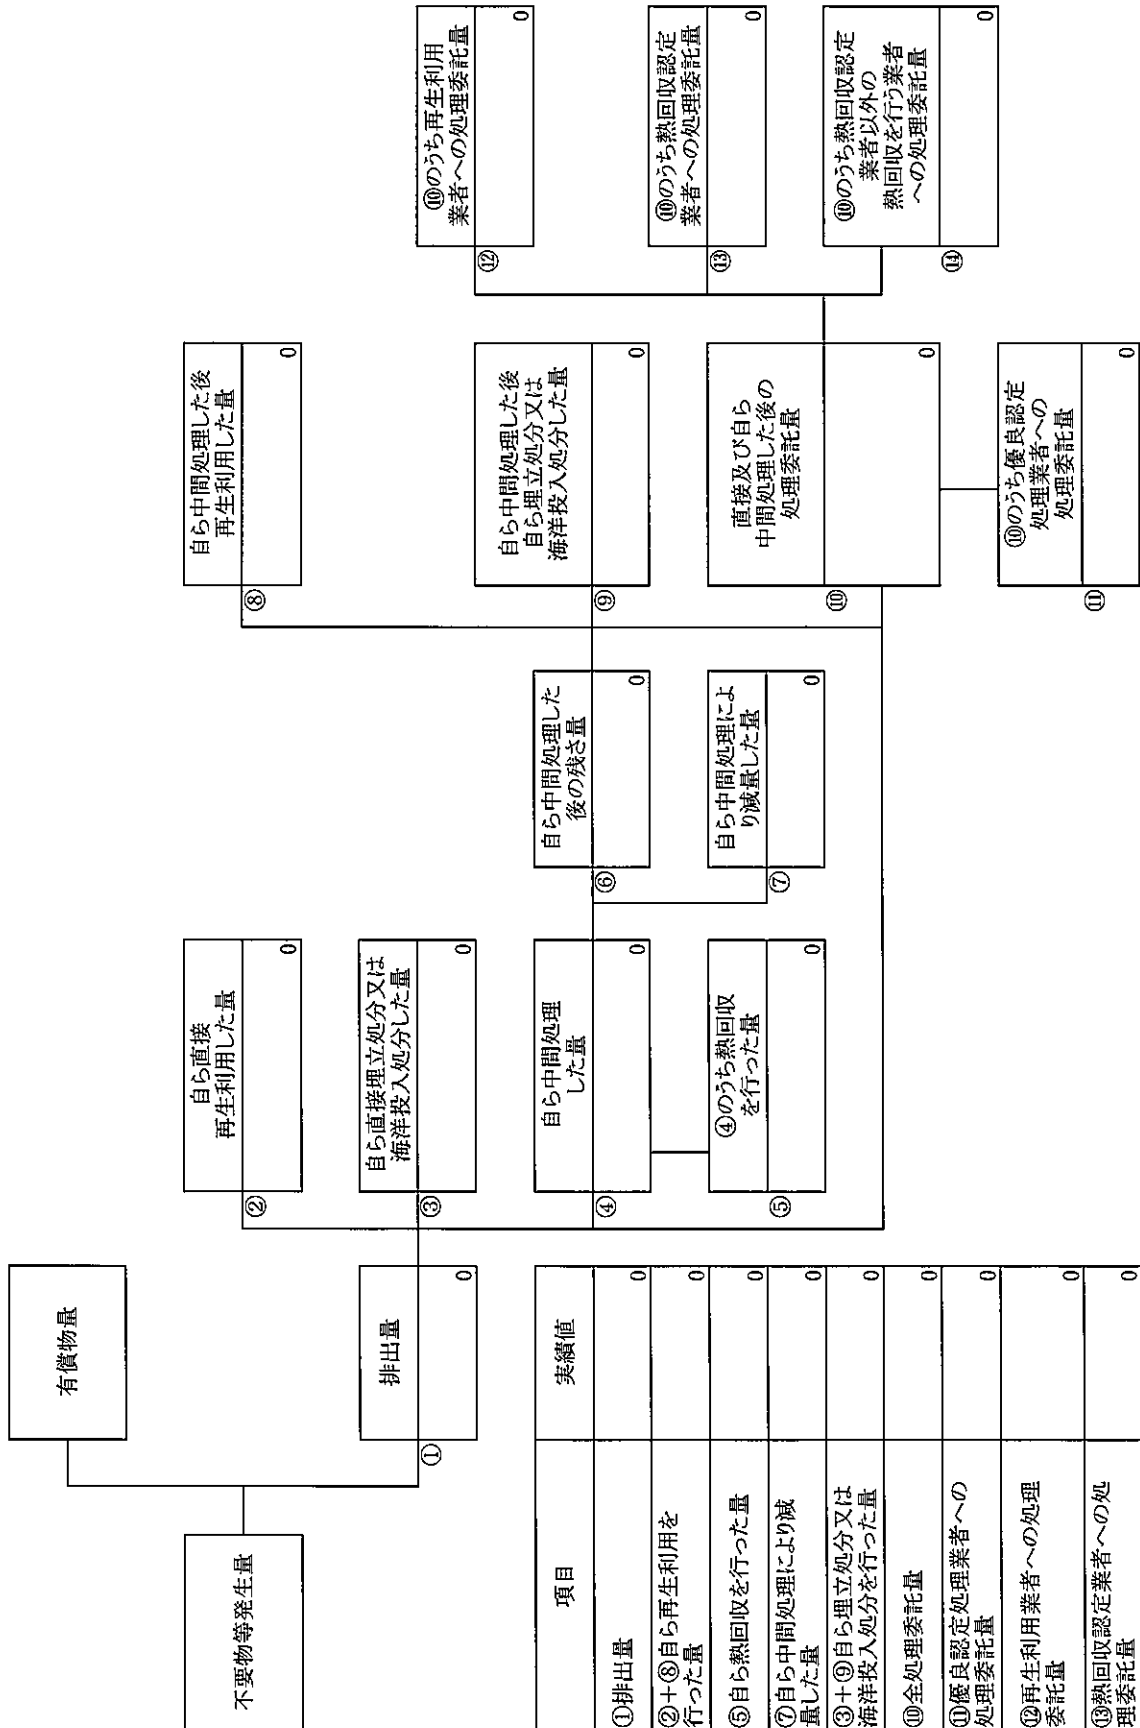 不要物等発生量
有償物量
排出量
①
0
自ら直接
再生利用した量
②
0
自ら直接埋立処分又は
海洋投入処分した量
③
0
自ら中間処理
した量
④
0
④のうち熱回収
を行った量
⑤
0
自ら中間処理した
後の残さ量
⑥
0
自ら中間処理によ
り減量した量
⑦
0
自ら中間処理した後
再生利用した量
⑧
0
自ら中間処理した後
自ら埋立処分又は
海洋投入処分した量
⑨
0
直接及び自ら
中間処理した後の
処理委託量
⑩
0
⑩のうち優良認定
処理業者への
処理委託量
⑪
0
⑩のうち再生利用
業者への処理委託量
⑫
0
⑩のうち熱回収認定
業者への処理委託量
⑬
0
⑩のうち熱回収認定
業者以外の
熱回収を行う業者
への処理委託量
⑭
0
項目 実績値
①排出量 0
②+⑧自ら再生利用を
行った量 0
⑤自ら熱回収を行った量 0
⑦自ら中間処理により減
量した量 0
③+⑨自ら埋立処分又は
海洋投入処分を行った量 0
⑩全処理委託量 0
⑪優良認定処理業者への
処理委託量 0
⑫再生利用業者への処理
委託量 0
⑬熱回収認定業者への処
理委託量 0